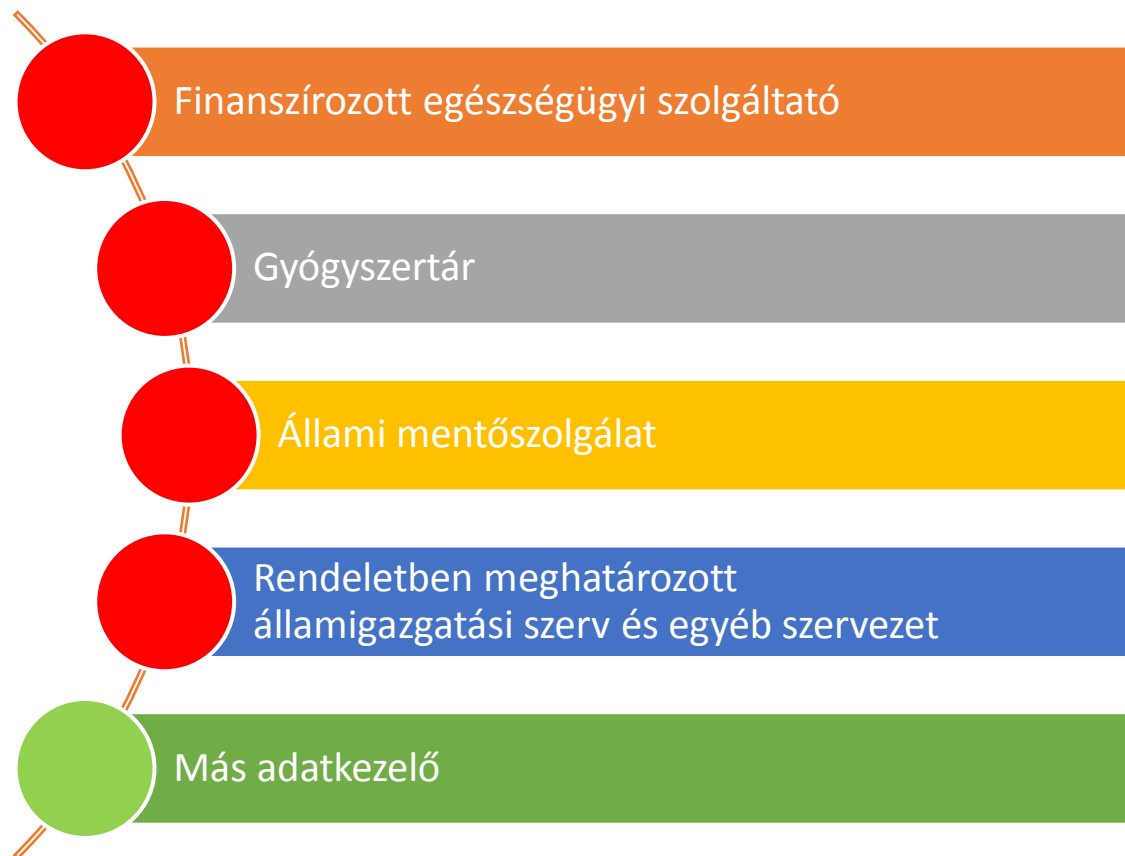 Finanszírozott egészségügyi szolgáltató
Gyógyszertár
Állami mentőszolgálat
Rendeletben meghatározott
államigazgatási szerv és egyéb szervezet
Más adatkezelő